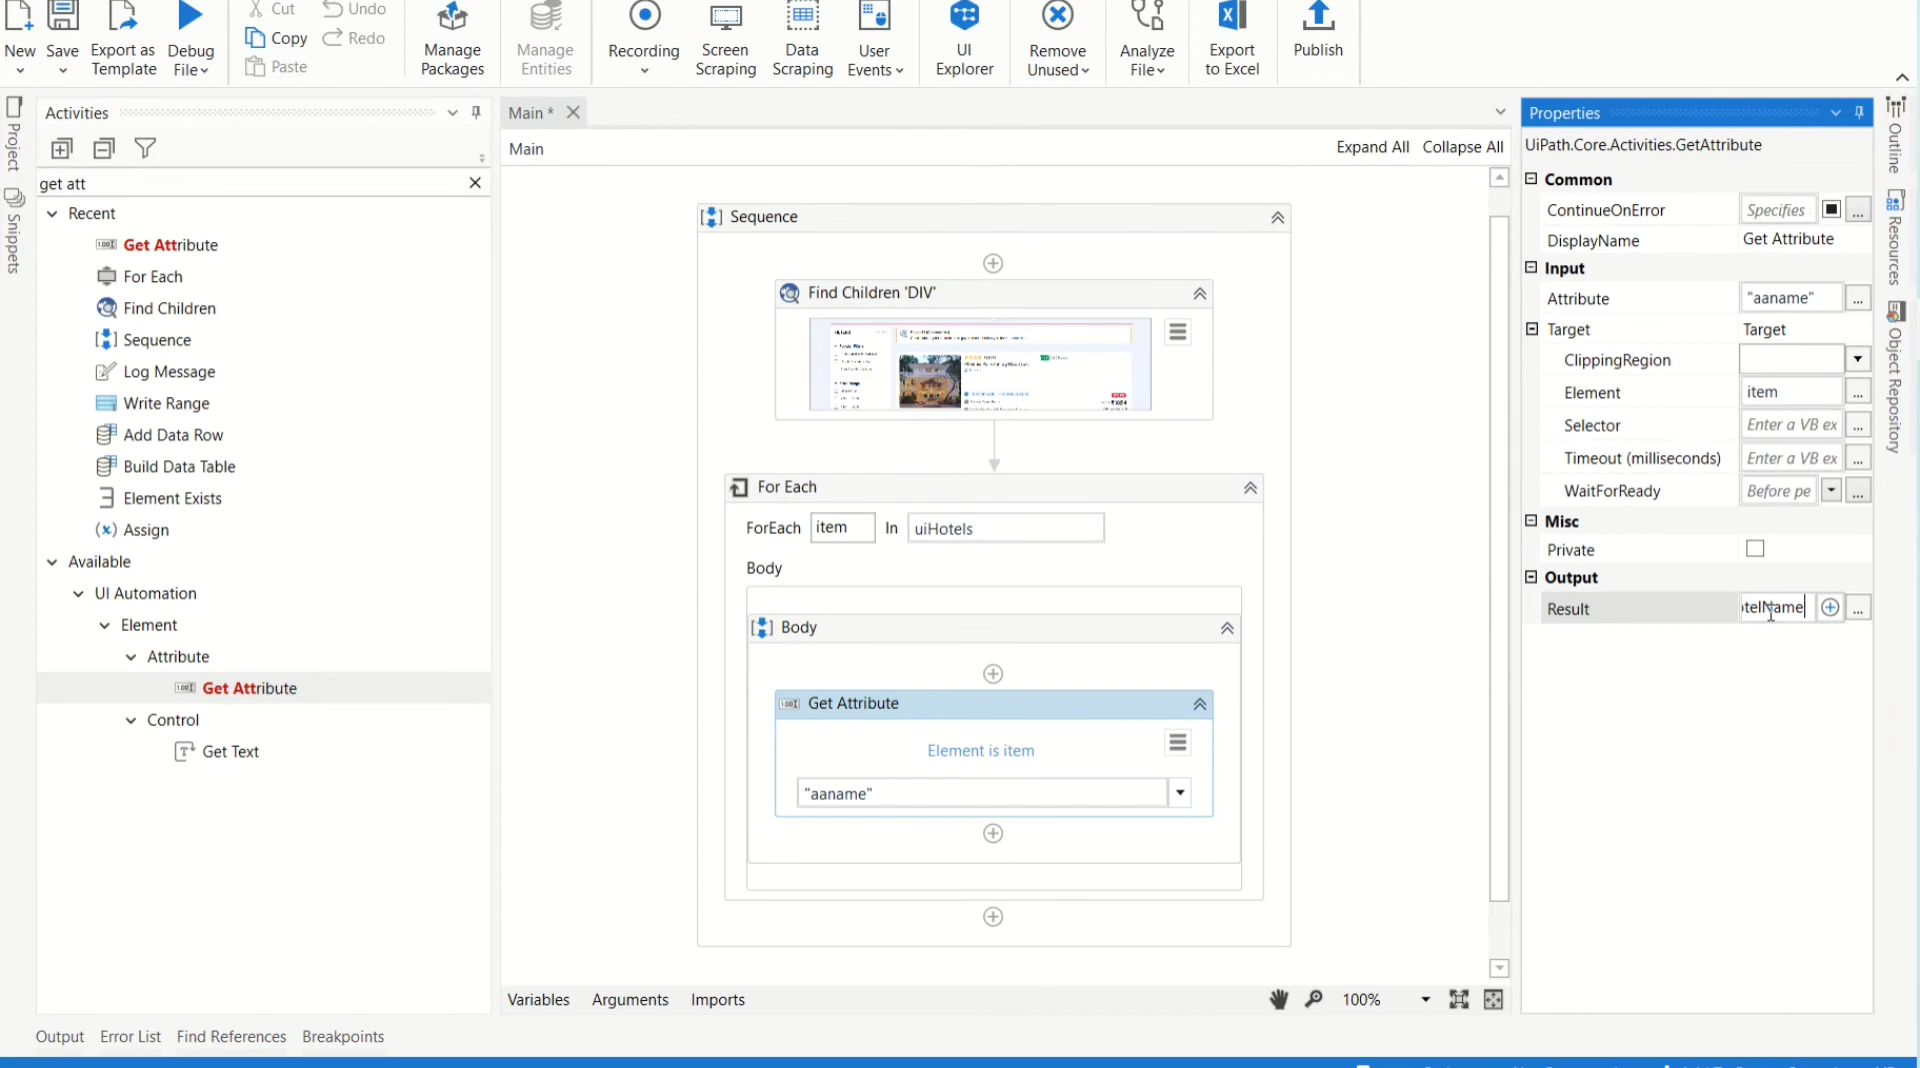 New
Save
Export as
Template
Debug
File
Cut
Copy
Paste
Undo
Redo
Manage
Packages
Manage
Entities
Recording
Screen
Scraping
Data
Scraping
User
Events
UI
Explorer
Remove
Unused
Analyze
File
Export
to Excel
Publish
Project
Snippets
Activities
get att
Recent
Get Attribute
For Each
Find Children
Sequence
Log Message
Write Range
Add Data Row
Build Data Table
Element Exists
Assign
Available
UI Automation
Element
Attribute
Get Attribute
Control
Get Text
Main *
Main
Expand All Collapse All
Sequence
Find Children 'DIV'
For Each
ForEach item In uiHotels
Body
Body
Get Attribute
Element is item
"aaname"
Variables Arguments Imports
100%
Properties
UiPath.Core.Activities.GetAttribute
Common
ContinueOnError Specifies ...
DisplayName Get Attribute
Input
Attribute "aaname" ...
Target Target
ClippingRegion
Element item ...
Selector Enter a VB ex ...
Timeout (milliseconds) Enter a VB ex ...
WaitForReady Before pe ...
Misc
Private
Output
Result otelName ...
Outline
Resources
Object Repository
Output Error List Find References Breakpoints